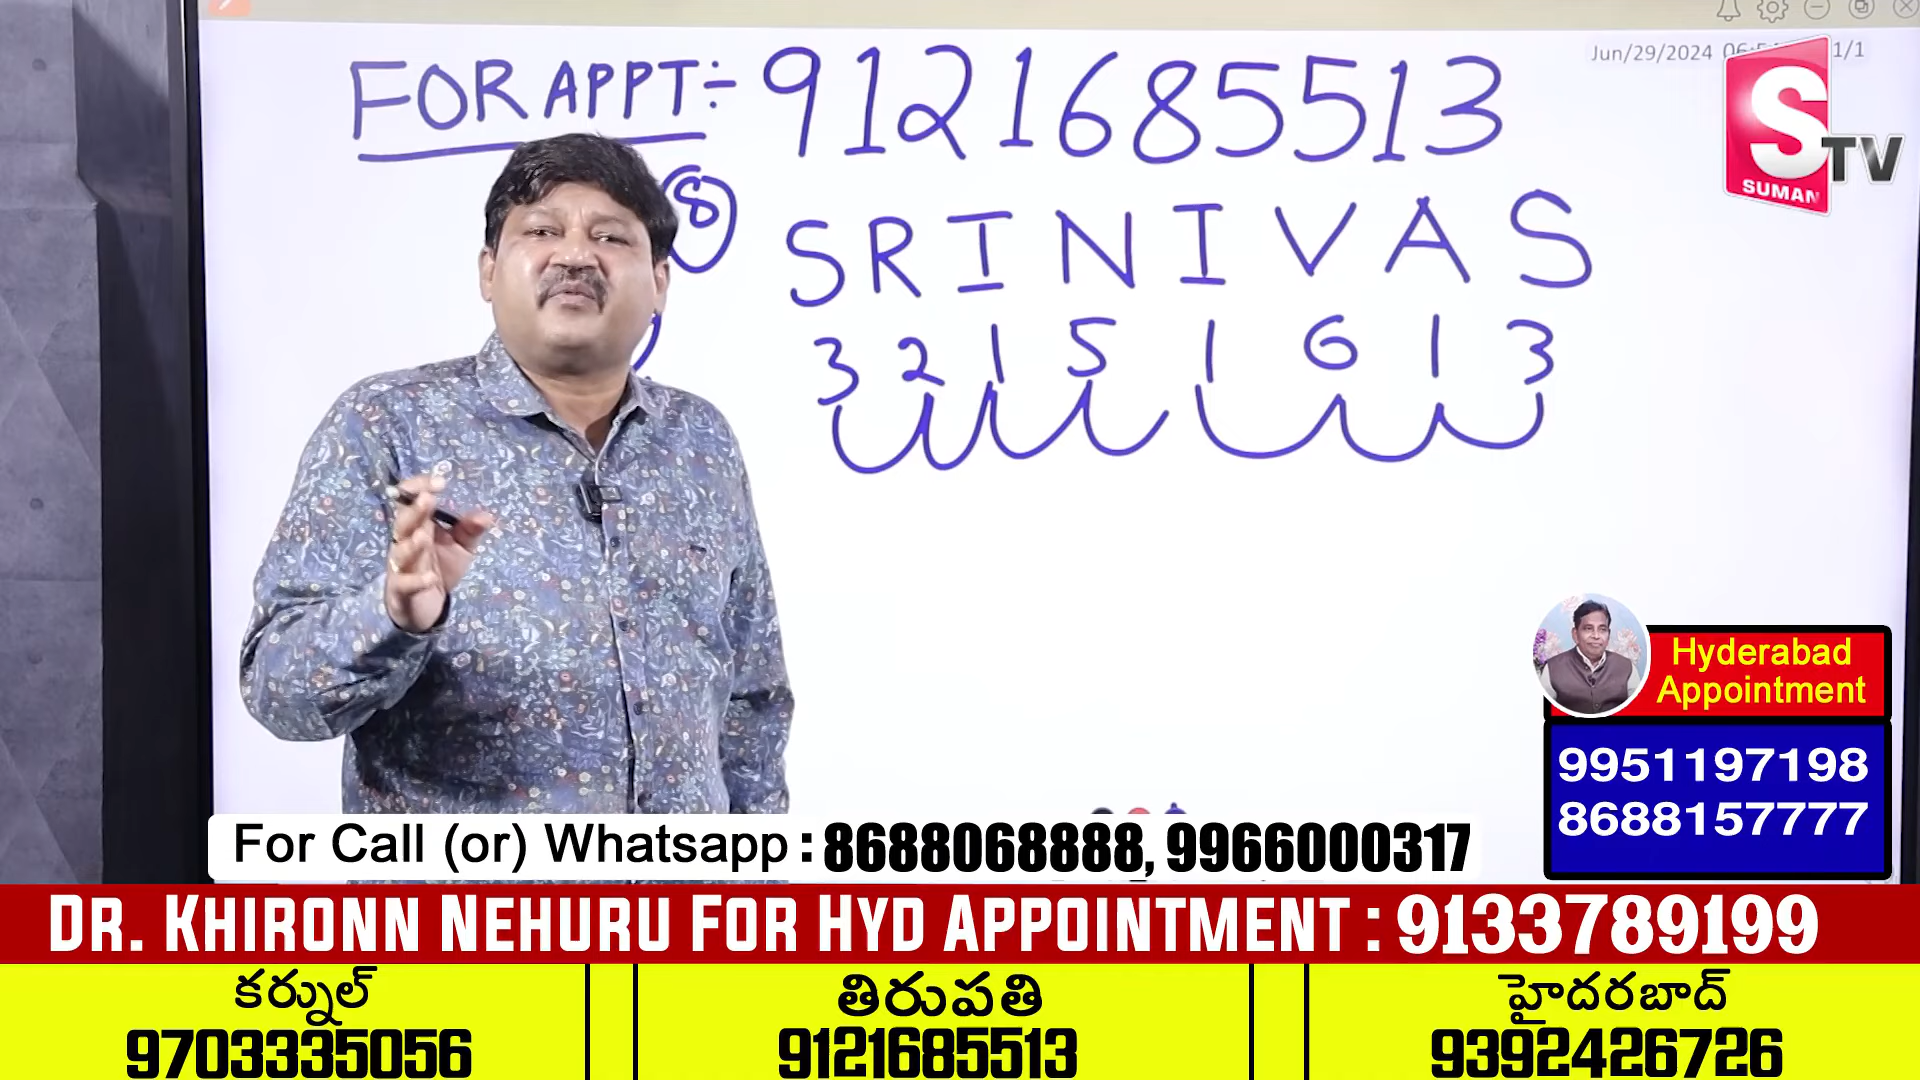 Jun/29/2024 1/1
FOR APPT:- 9121685513
S TV
SUMAN
8 SRINIVAS
3 2 1 5 1 6 1 3
Hyderabad
Appointment
9951197198
8688157777
For Call (or) Whatsapp : 8688068888, 9966000317
DR. KHIRONN NEHURU FOR HYD APPOINTMENT : 9133789199
కర్నుల్ తిరుపతి హైదరబాద్
9703335056 9121685513 9392426726